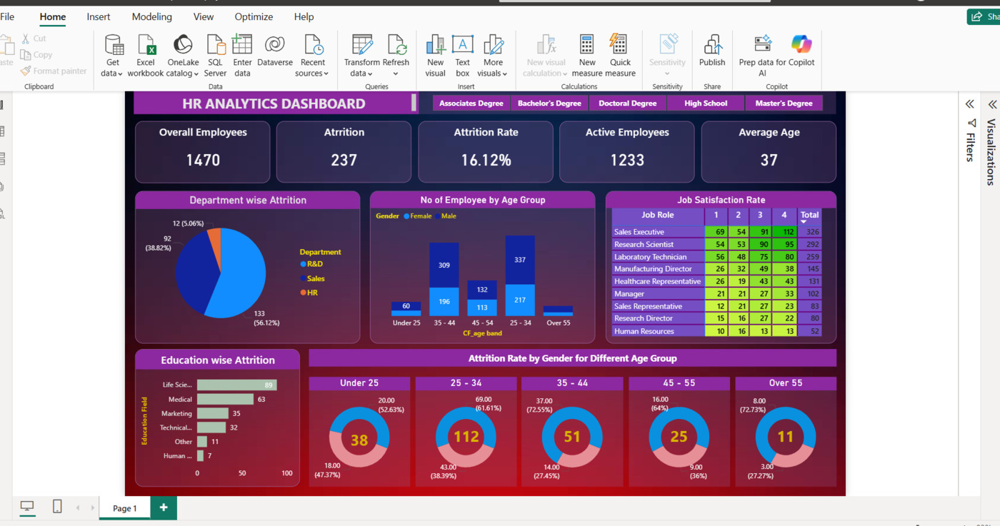 File Home Insert Modeling View Optimize Help
Cut
Copy
Format painter
Clipboard
Get data
Excel workbook
OneLake catalog
SQL Server
Enter data
Dataverse
Recent sources
Data
Transform data
Refresh
Queries
New visual
Text box
More visuals
Insert
New visual calculation
New measure
Quick measure
Calculations
Sensitivity
Sensitivity
Publish
Share
Prep data for AI
Copilot
Copilot
HR ANALYTICS DASHBOARD
Associates Degree Bachelor's Degree Doctoral Degree High School Master's Degree
Overall Employees
1470
Atrrition
237
Attrition Rate
16.12%
Active Employees
1233
Average Age
37
Filters
Visualizations
Department wise Attrition
12 (5.06%)
92
(38.82%)
133
(56.12%)
Department
R&D
Sales
HR
No of Employee by Age Group
Gender Female Male
60
309
196
132
113
337
217
Under 25 35 - 44 45 - 54 25 - 34 Over 55
CF_age band
Job Satisfaction Rate
Job Role 1 2 3 4 Total
Sales Executive 69 54 91 112 326
Research Scientist 54 53 90 95 292
Laboratory Technician 56 48 75 80 259
Manufacturing Director 26 32 49 38 145
Healthcare Representative 26 19 43 43 131
Manager 21 21 27 33 102
Sales Representative 12 21 27 23 83
Research Director 15 16 27 22 80
Human Resources 10 16 13 13 52
Education wise Attrition
Education Field
Life Scie... 89
Medical 63
Marketing 35
Technical... 32
Other 11
Human ... 7
0 50 100
Attrition Rate by Gender for Different Age Group
Under 25
20.00
(52.63%)
38
18.00
(47.37%)
25 - 34
69.00
(61.61%)
112
43.00
(38.39%)
35 - 44
37.00
(72.55%)
51
14.00
(27.45%)
45 - 55
16.00
(64%)
25
9.00
(36%)
Over 55
8.00
(72.73%)
11
3.00
(27.27%)
Page 1